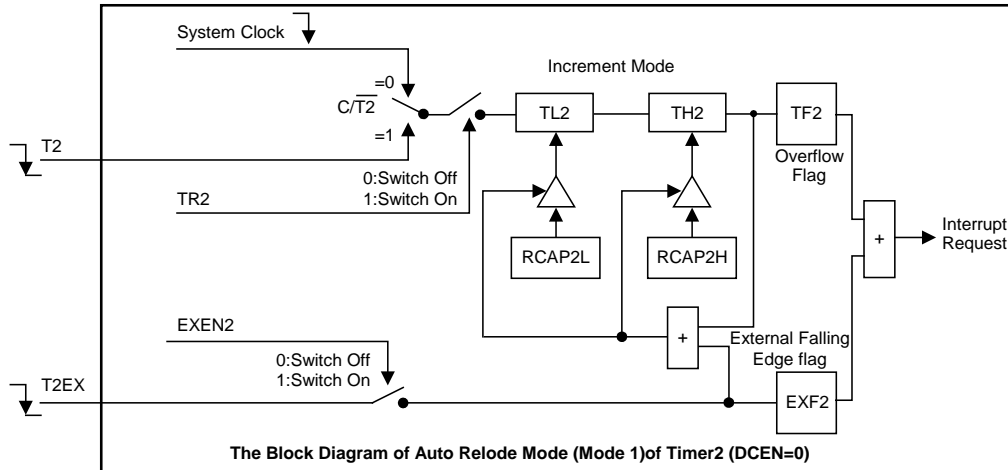 System Clock
Increment Mode
=0
C/T2
=1
TL2
TH2
TF2
T2
Overflow
Flag
0:Switch Off
1:Switch On
TR2
+
Interrupt
Request
RCAP2L
RCAP2H
EXEN2
+
External Falling
Edge flag
0:Switch Off
1:Switch On
T2EX
EXF2
The Block Diagram of Auto Relode Mode (Mode 1)of Timer2 (DCEN=0)